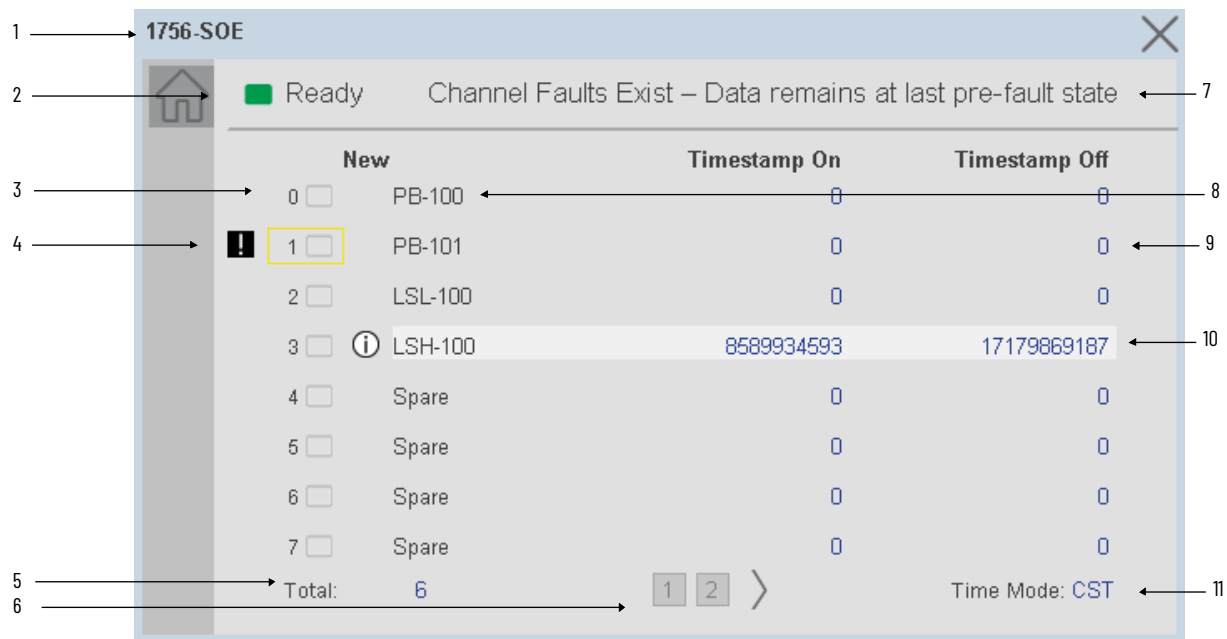 1 1756-SOE
2 Ready Channel Faults Exist – Data remains at last pre-fault state 7
New Timestamp On Timestamp Off
3 0 PB-100 0 0 8
4 ! 1 PB-101 0 0 9
2 LSL-100 0 0
3 i LSH-100 8589934593 17179869187 10
4 Spare 0 0
5 Spare 0 0
6 Spare 0 0
7 Spare 0 0
5 Total: 6 1 2 Time Mode: CST 11
6